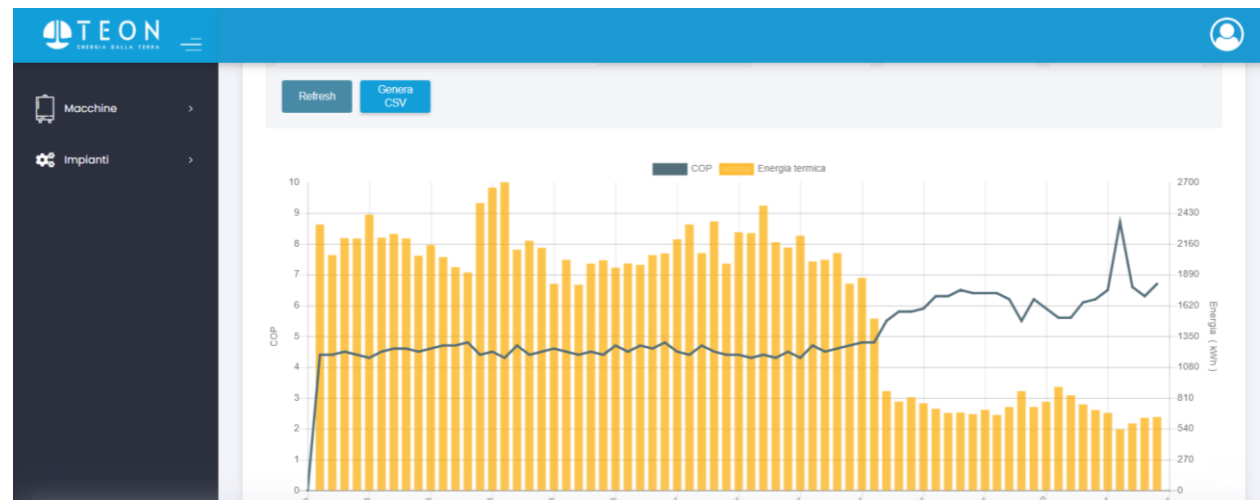 TEON
ENERGIA DALLA TERRA
Macchine
Impianti
Refresh
Genera
CSV
COP
Energia termica
10
9
8
7
6
5
4
3
2
1
0
COP
2700
2430
2160
1890
1620
1350
1080
810
540
270
0
Energia ( kWh )